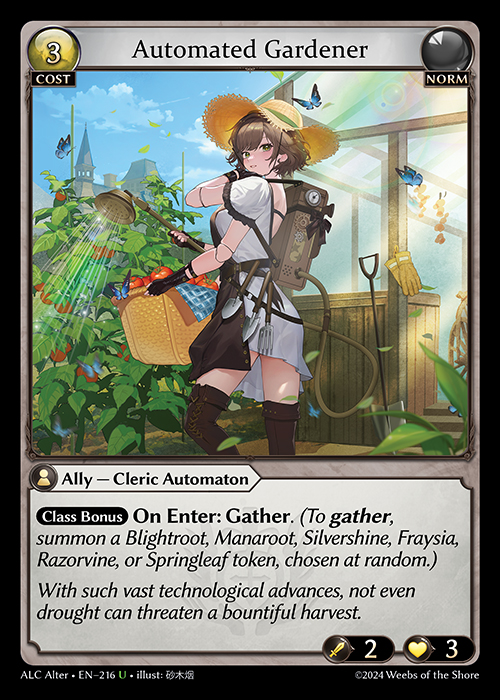 3
Automated Gardener
COST
NORM
Ally — Cleric Automaton
Class Bonus On Enter: Gather. (To gather,
summon a Blightroot, Manaroot, Silvershine, Fraysia,
Razorvine, or Springleaf token, chosen at random.)
With such vast technological advances, not even
drought can threaten a bountiful harvest.
2
3
ALC Alter • EN-216 U • illust: 砂木烟
©2024 Weebs of the Shore